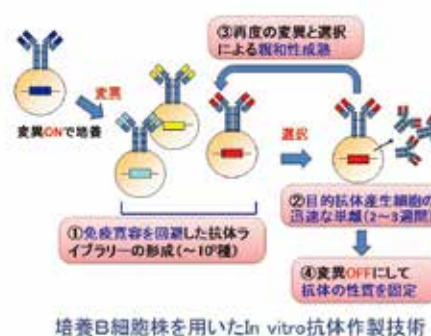 ③再度の変異と選択
による親和性成熟
変異
変異ONで培養
選択
①免疫寛容を回避した抗体ラ
イブラリーの形成(～10⁹種)
②目的抗体産生細胞の
迅速な単離(2～3週間)
④変異OFFにして
抗体の性質を固定
培養B細胞株を用いたIn vitro抗体作製技術